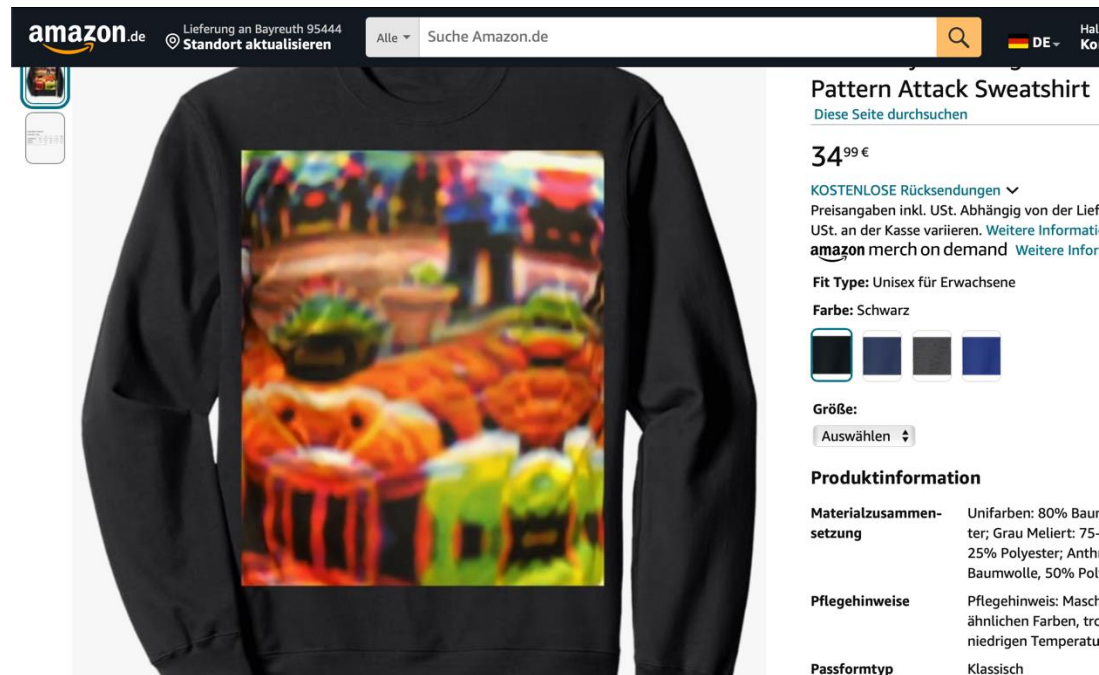 amazon.de
Lieferung an Bayreuth 95444
Standort aktualisieren
Alle
Suche Amazon.de
DE
Hal
Ko
Pattern Attack Sweatshirt
Diese Seite durchsuchen
34 99 €
KOSTENLOSE Rücksendungen
Preisangaben inkl. USt. Abhängig von der Lief
USt. an der Kasse variieren. Weitere Informati
amazon merch on demand Weitere Infor
Fit Type: Unisex für Erwachsene
Farbe: Schwarz
Größe:
Auswählen
Produktinformation
Materialzusammen-
setzung
Unifarben: 80% Baum
ter; Grau Meliert: 75-
25% Polyester; Anthr
Baumwolle, 50% Pol
Pflegehinweise
Pflegehinweis: Masch
ähnlichen Farben, tro
niedrigen Temperatu
Passformtyp
Klassisch